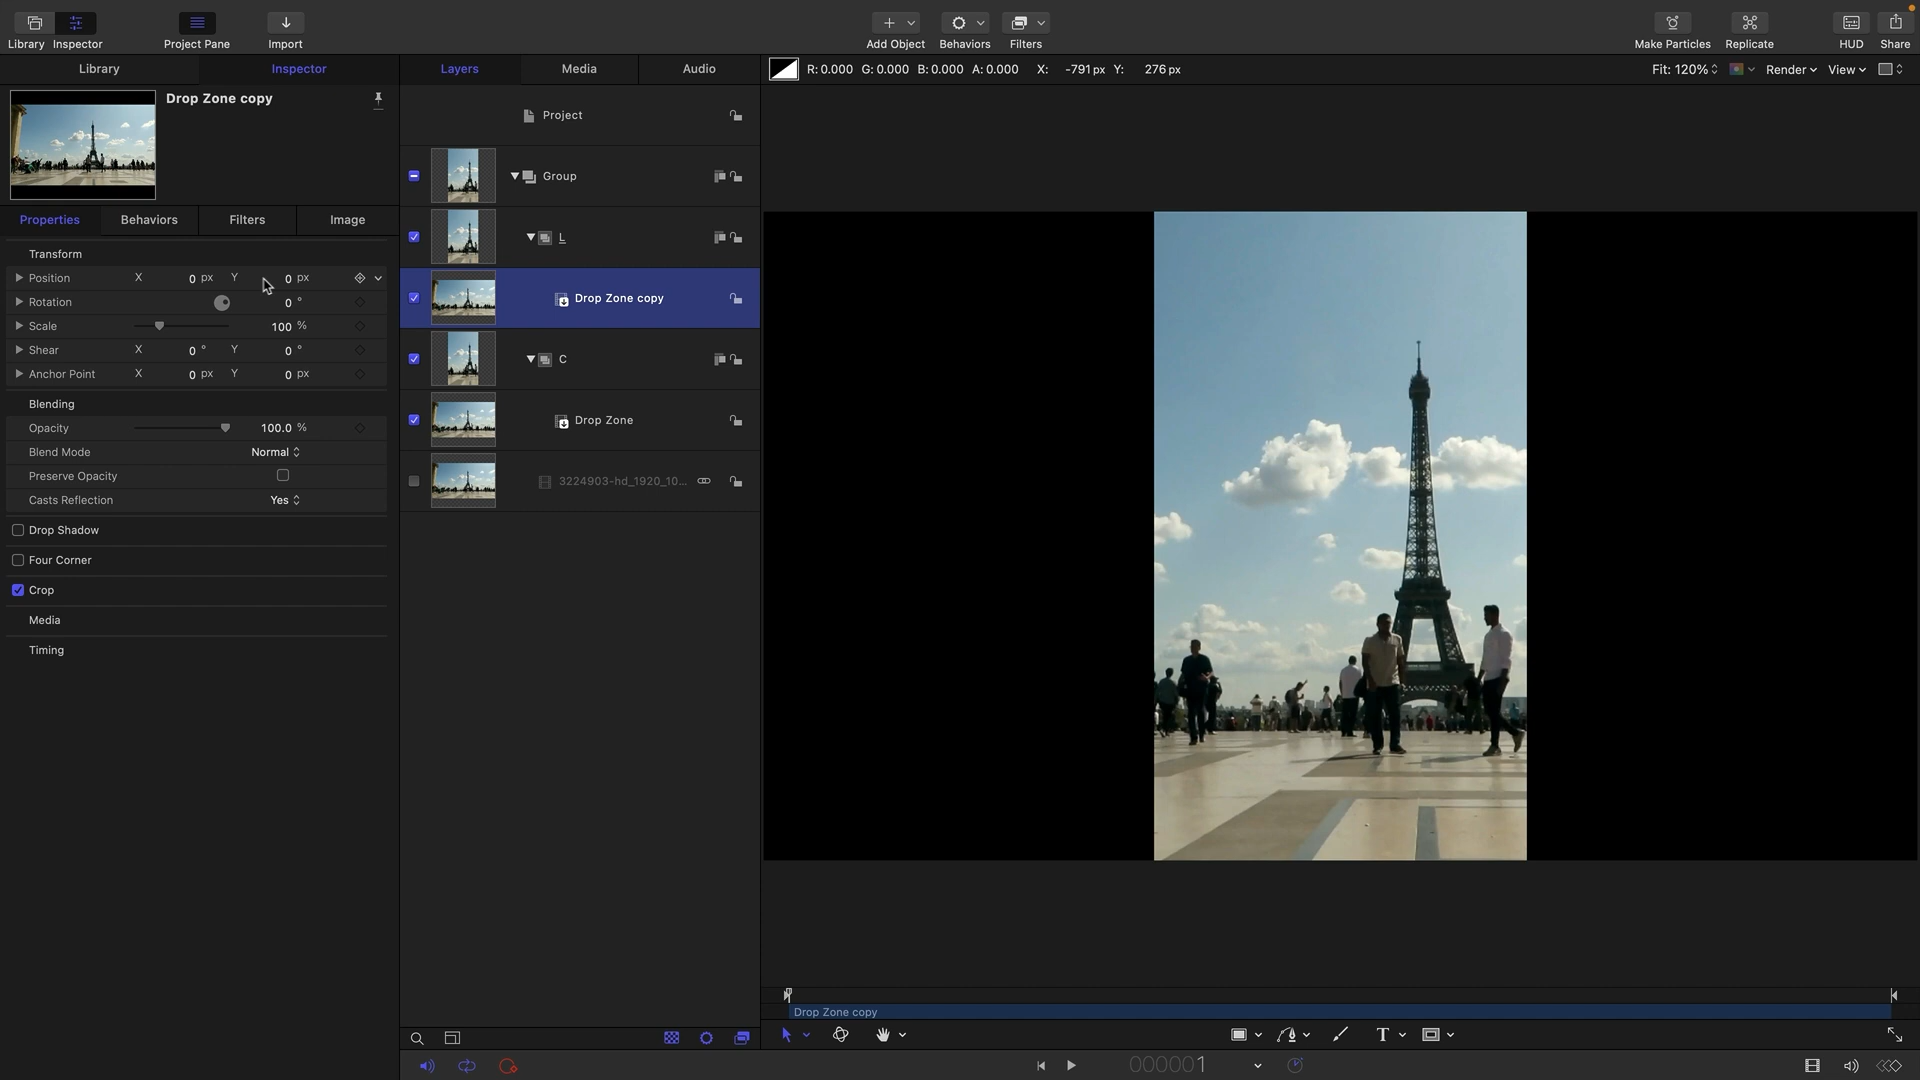 Library Inspector Project Pane Import Add Object Behaviors Filters Make Particles Replicate HUD Share
Library Inspector Layers Media Audio R: 0.000 G: 0.000 B: 0.000 A: 0.000 X: -791 px Y: 276 px Fit: 120% Render View
Drop Zone copy
Project
Group
Properties Behaviors Filters Image
L
Transform
Position X 0 px Y 0 px
Rotation 0 °
Drop Zone copy
Scale 100 %
Shear X 0 ° Y 0 °
C
Anchor Point X 0 px Y 0 px
Blending
Drop Zone
Opacity 100.0 %
Blend Mode Normal
Preserve Opacity
3224903-hd_1920_10...
Casts Reflection Yes
Drop Shadow
Four Corner
Crop
Media
Timing
Drop Zone copy
T
000001